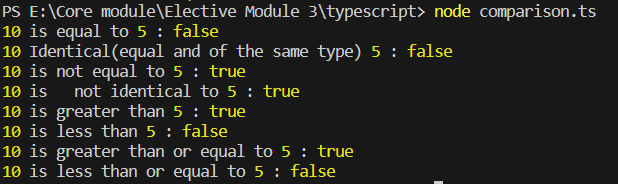 PS E:\Core module\Elective Module 3\typescript> node comparison.ts
10 is equal to 5 : false
10 Identical(equal and of the same type) 5 : false
10 is not equal to 5 : true
10 is   not identical to 5 : true
10 is greater than 5 : true
10 is less than 5 : false
10 is greater than or equal to 5 : true
10 is less than or equal to 5 : false